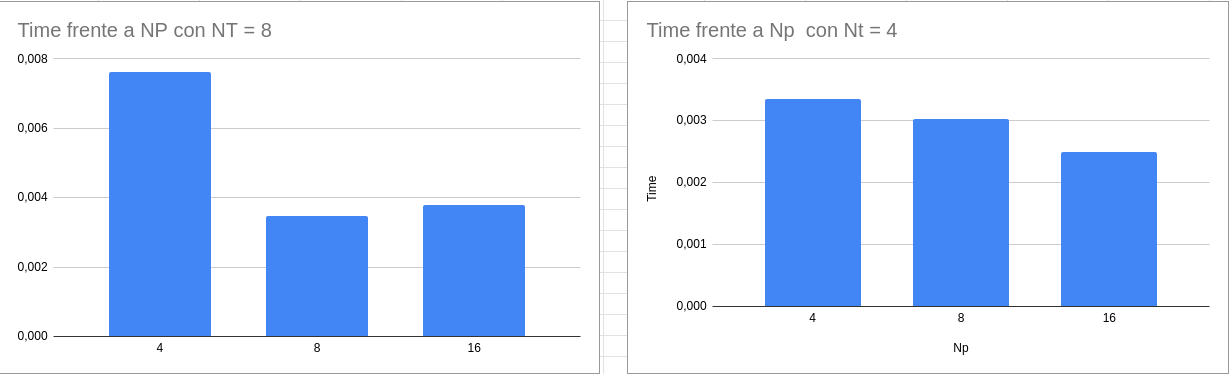 Time frente a NP con NT = 8
0,008
0,006
0,004
0,002
0,000
4 8 16
Time frente a Np  con Nt = 4
0,004
0,003
0,002
0,001
0,000
Time
4 8 16
Np